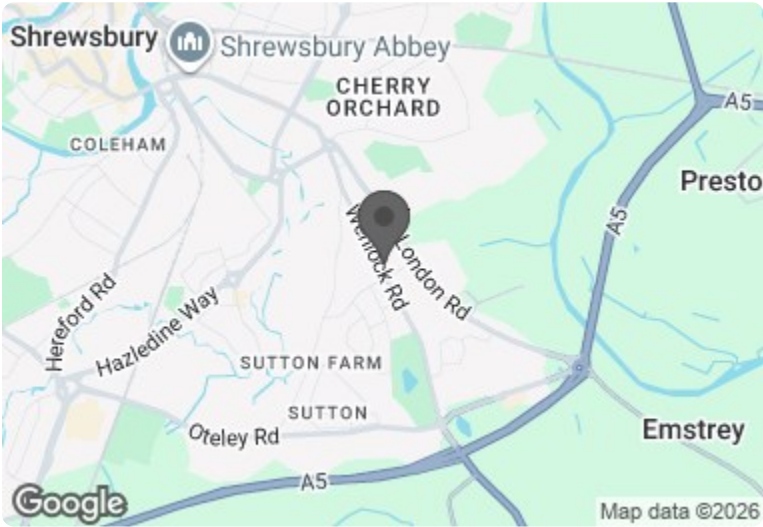 Shrewsbury
Shrewsbury Abbey
CHERRY
ORCHARD
A5
COLEHAM
Presto
A5
Wenlock Rd
London Rd
Hereford Rd
Hazledine Way
SUTTON FARM
SUTTON
Oteley Rd
Emstrey
A5
Google
Map data ©2026